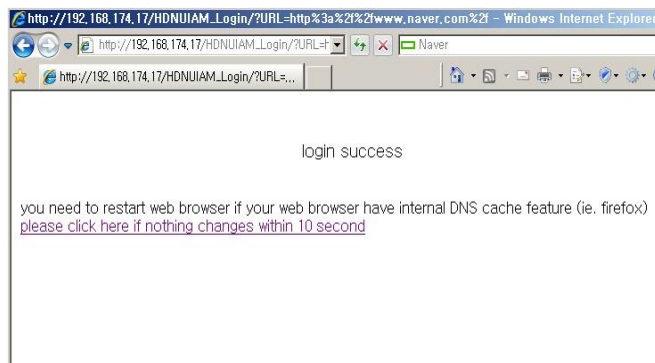 http://192.168.174.17/HDNUIAM_Login/?URL=http%3a%2f%2fwww.naver.com%2f - Windows Internet Explorer
http://192.168.174.17/HDNUIAM_Login/?URL=
Naver
http://192.168.174.17/HDNUIAM_Login/?URL=...
login success
you need to restart web browser if your web browser have internal DNS cache feature (ie. firefox)
please click here if nothing changes within 10 second